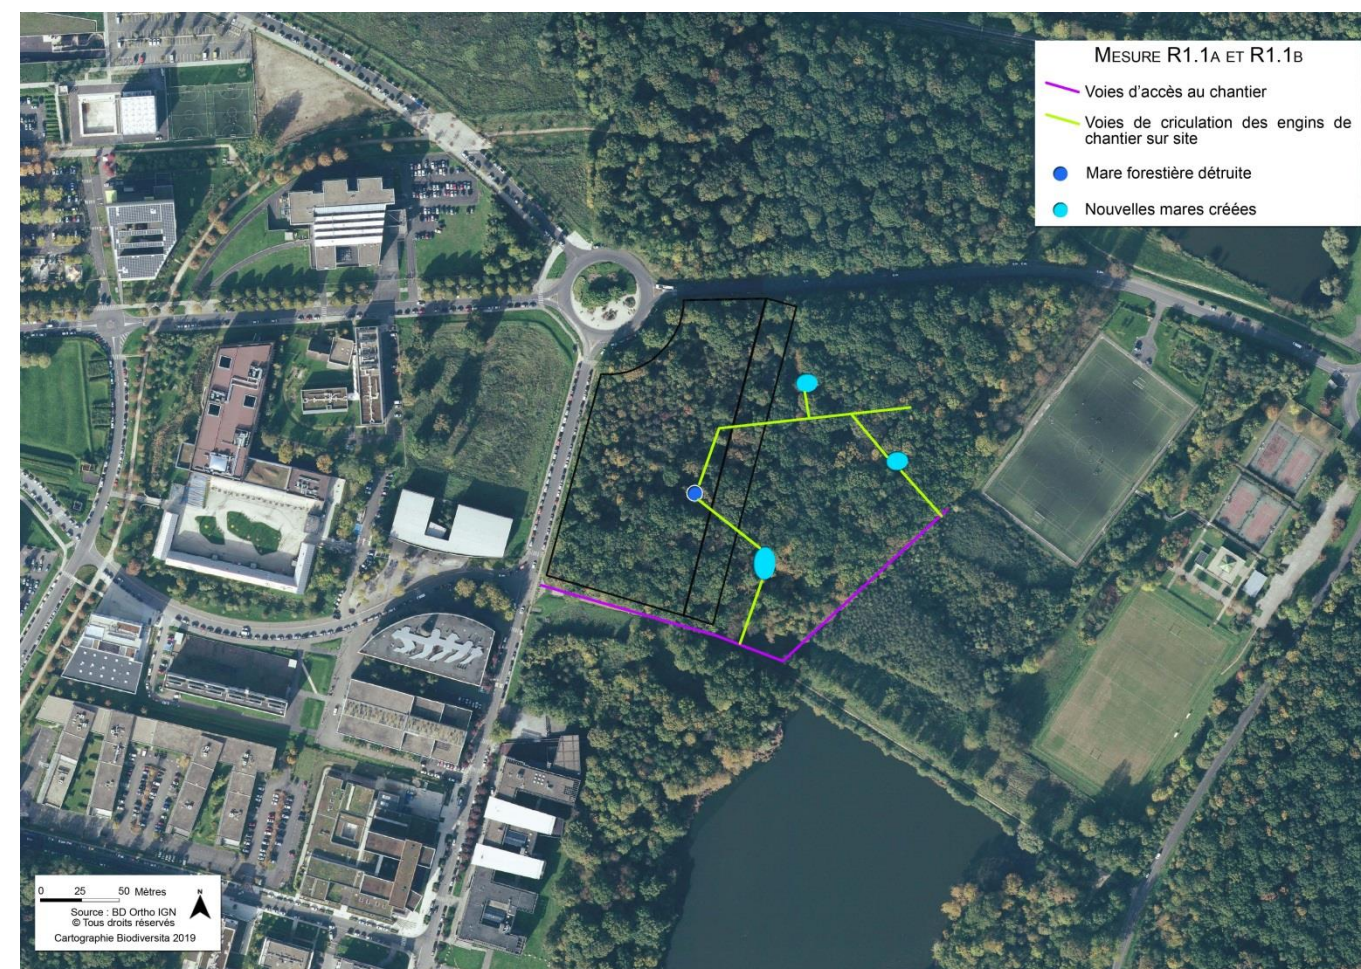 MESURE R1.1A ET R1.1B
Voies d'accès au chantier
Voies de criculation des engins de
chantier sur site
Mare forestière détruite
Nouvelles mares créées
0 25 50 Métres
N
Source : BD Ortho IGN
© Tous droits réservés
Cartographie Biodiversita 2019